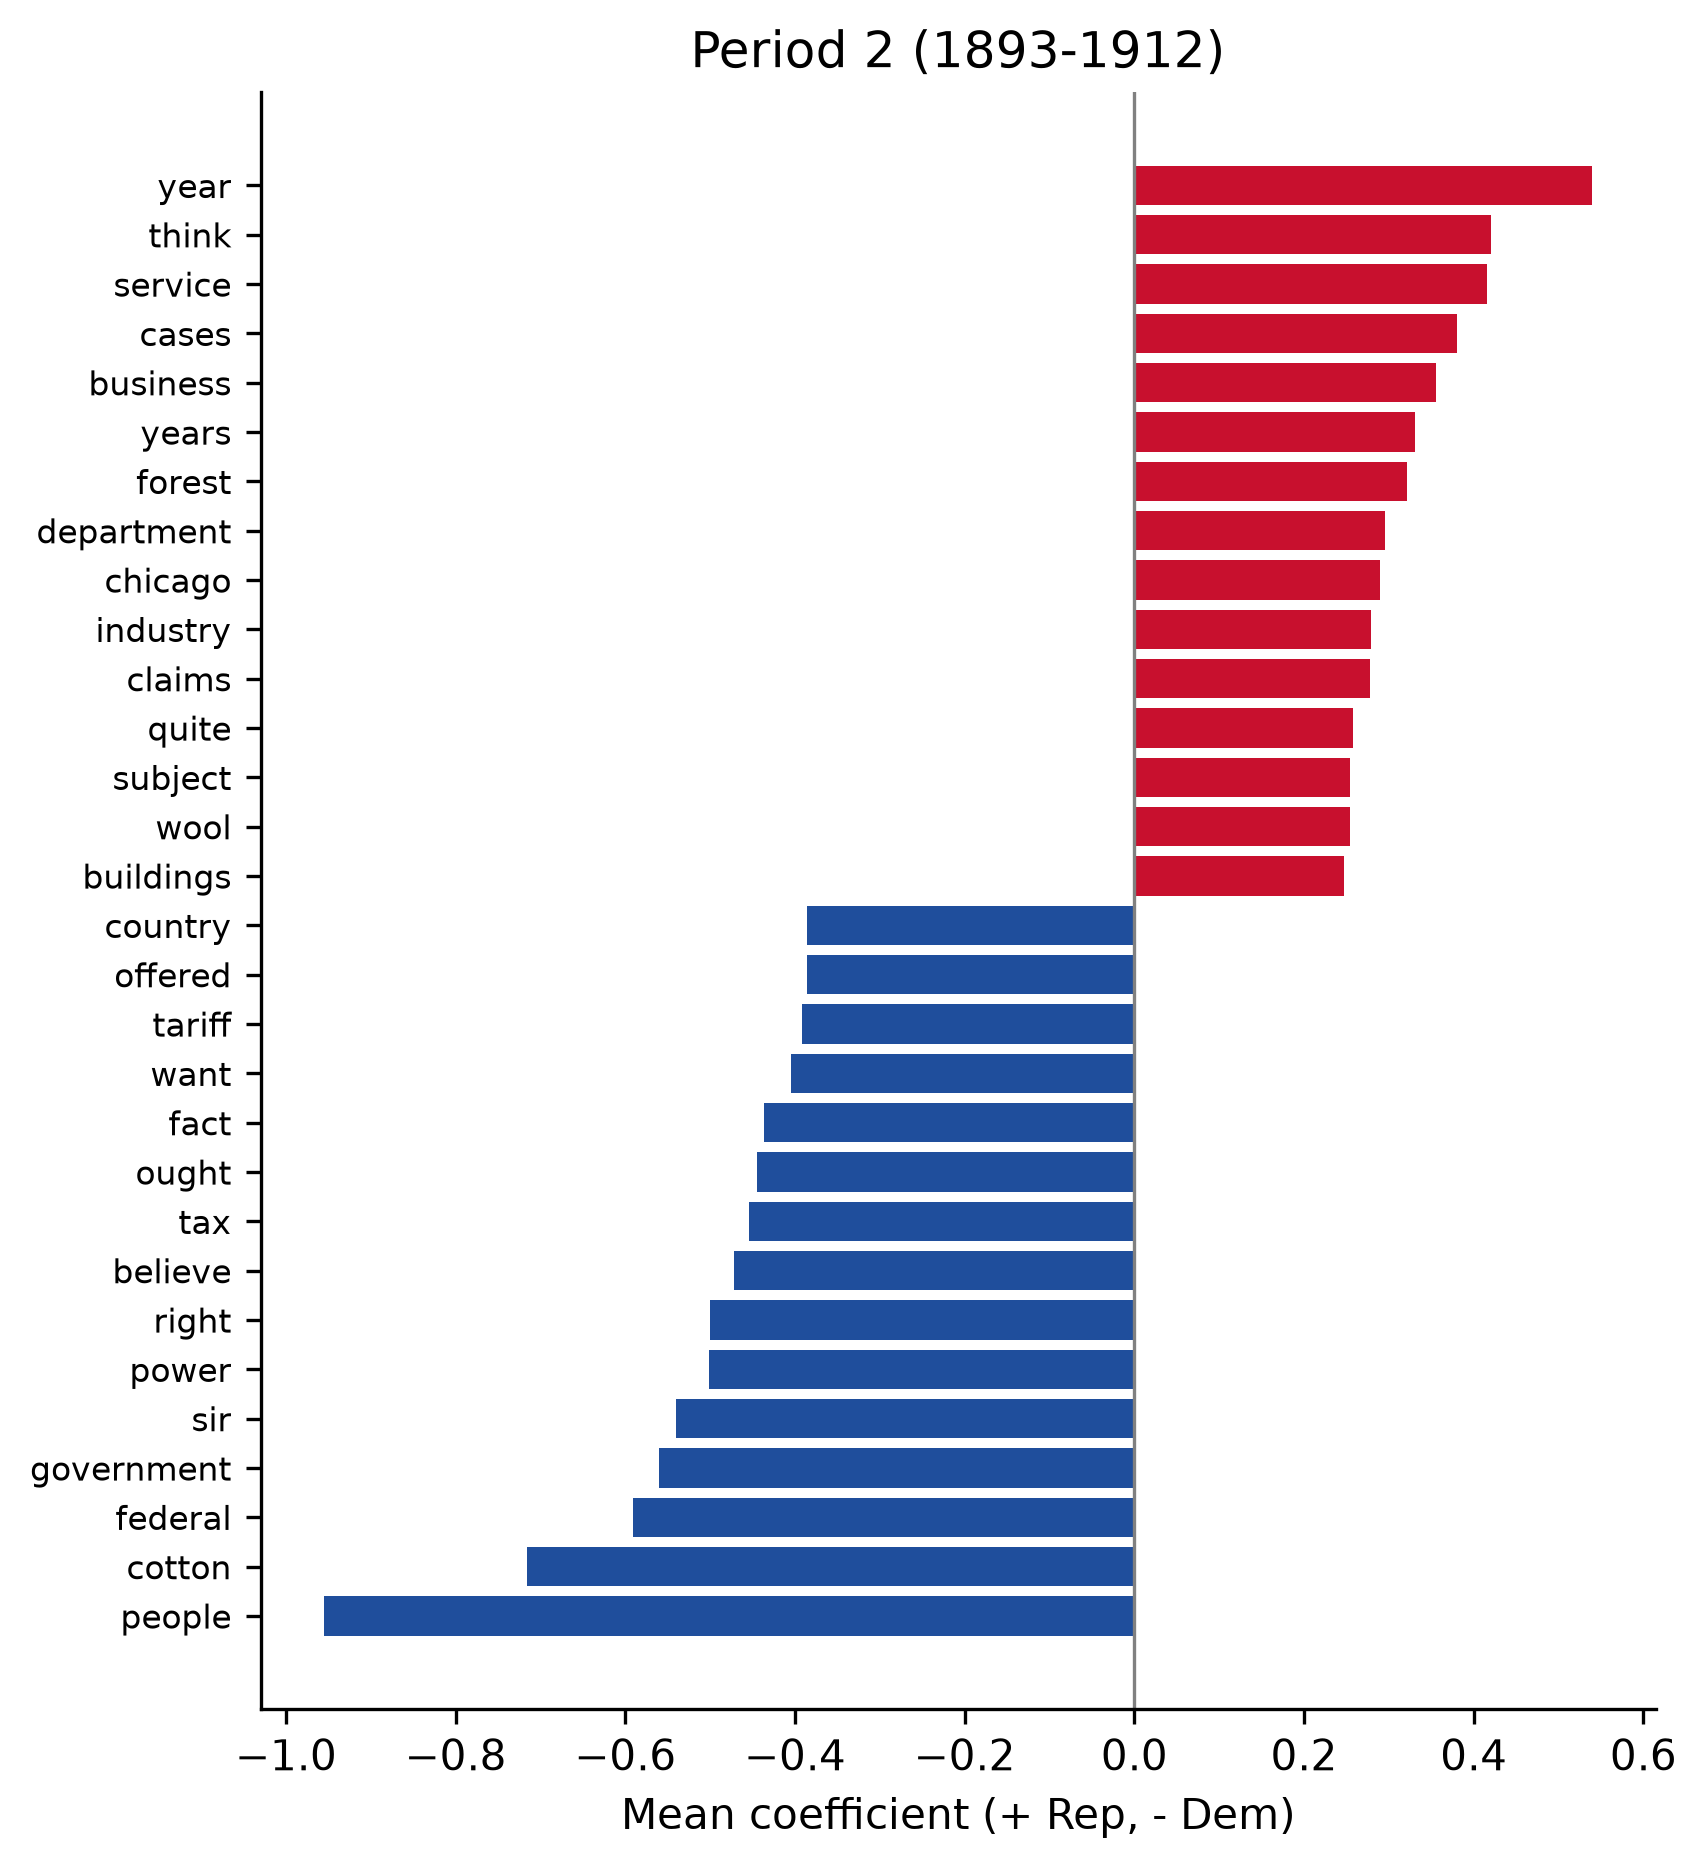 Period 2 (1893-1912)
year
think
service
cases
business
years
forest
department
chicago
industry
claims
quite
subject
wool
buildings
country
offered
tariff
want
fact
ought
tax
believe
right
power
sir
government
federal
cotton
people
−1.0 −0.8 −0.6 −0.4 −0.2 0.0 0.2 0.4 0.6
Mean coefficient (+ Rep, - Dem)